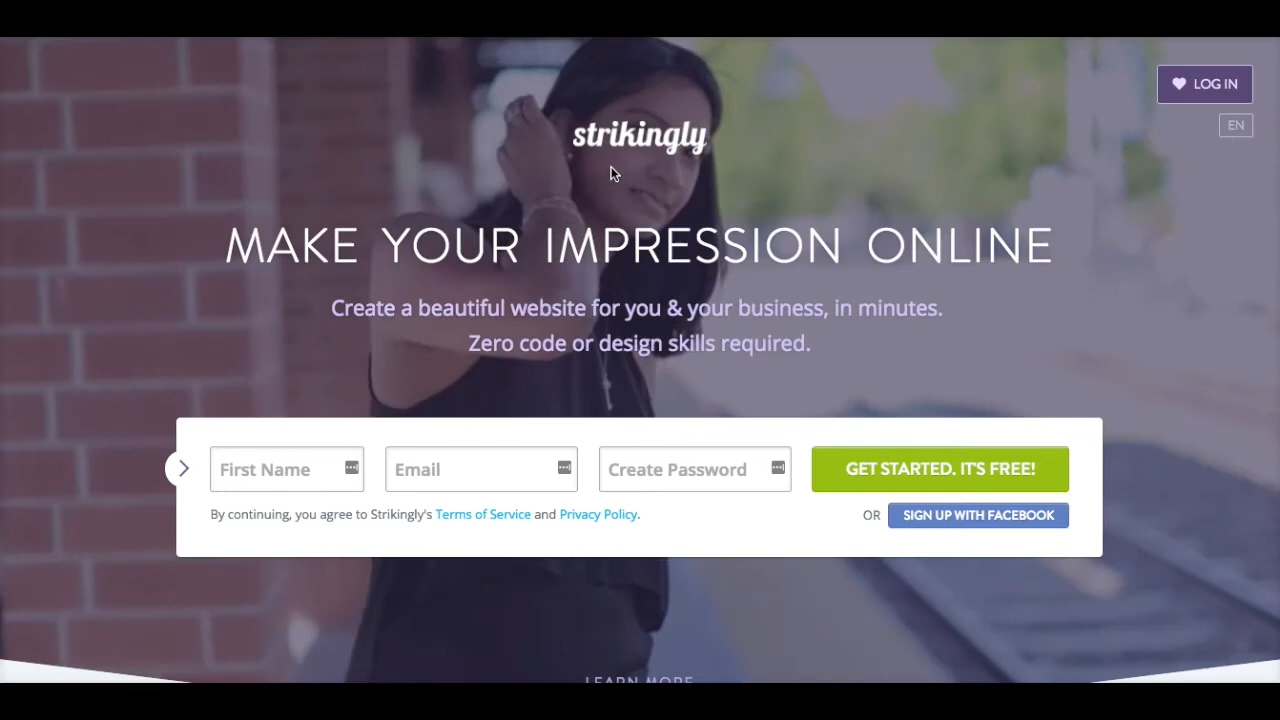 LOG IN
EN
strikingly
MAKE YOUR IMPRESSION ONLINE
Create a beautiful website for you & your business, in minutes.
Zero code or design skills required.
First Name
Email
Create Password
GET STARTED. IT'S FREE!
By continuing, you agree to Strikingly's Terms of Service and Privacy Policy.
OR
SIGN UP WITH FACEBOOK
LEARN MORE